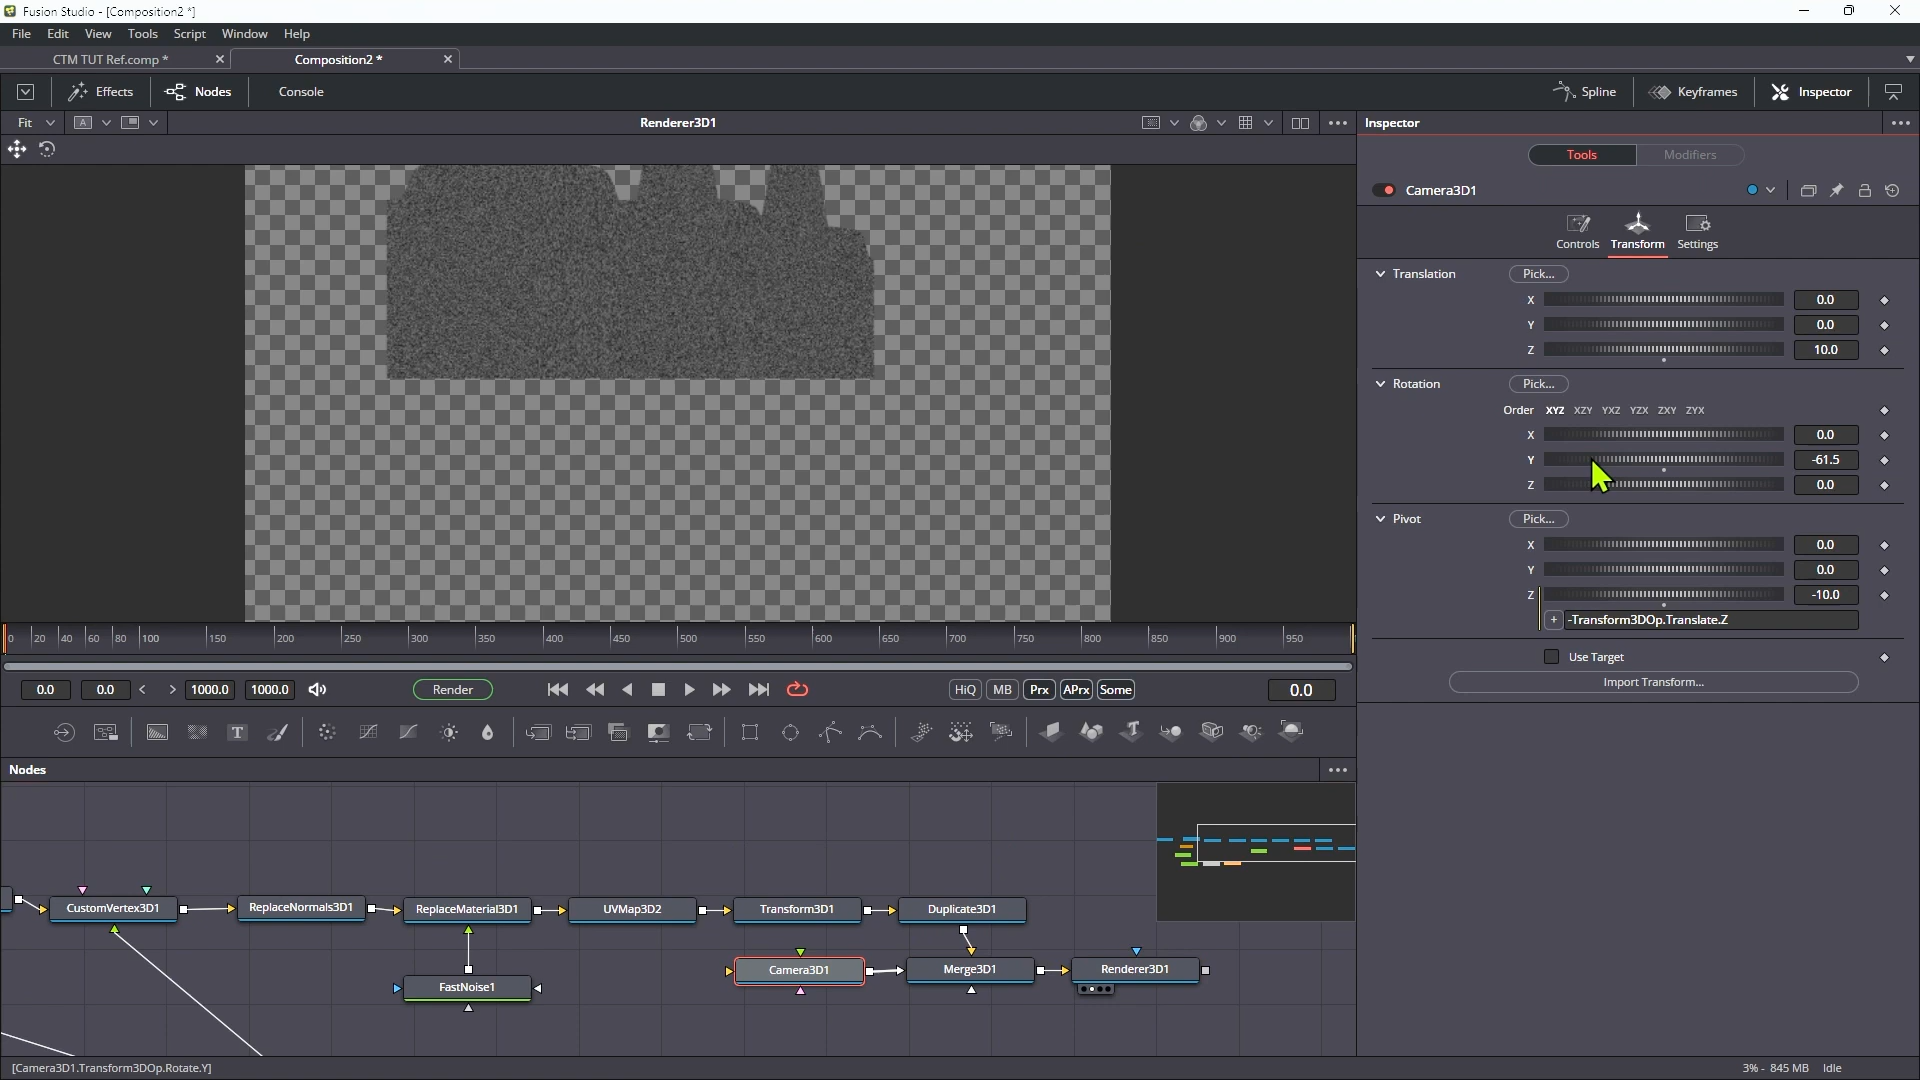 Fusion Studio - [Composition2 *]
File Edit View Tools Script Window Help
CTM TUT Ref.comp * Composition2 *
Effects Nodes Console Spline Keyframes Inspector
Fit A Renderer3D1 Inspector
Tools Modifiers
Camera3D1
Controls Transform Settings
Translation Pick...
X 0.0
Y 0.0
Z 10.0
Rotation Pick...
Order XYZ XZY YXZ YZX ZXY ZYX
X 0.0
Y -61.5
Z 0.0
Pivot Pick...
X 0.0
Y 0.0
Z -10.0
+ -Transform3DOp.Translate.Z
Use Target
Import Transform...
0 20 40 60 80 100 150 200 250 300 350 400 450 500 550 600 650 700 750 800 850 900 950
0.0 0.0 < > 1000.0 1000.0 Render HiQ MB Prx APrx Some 0.0
T
Nodes
CustomVertex3D1 ReplaceNormals3D1 ReplaceMaterial3D1 UVMap3D2 Transform3D1 Duplicate3D1
FastNoise1 Camera3D1 Merge3D1 Renderer3D1
[Camera3D1.Transform3DOp.Rotate.Y] 3% - 845 MB Idle